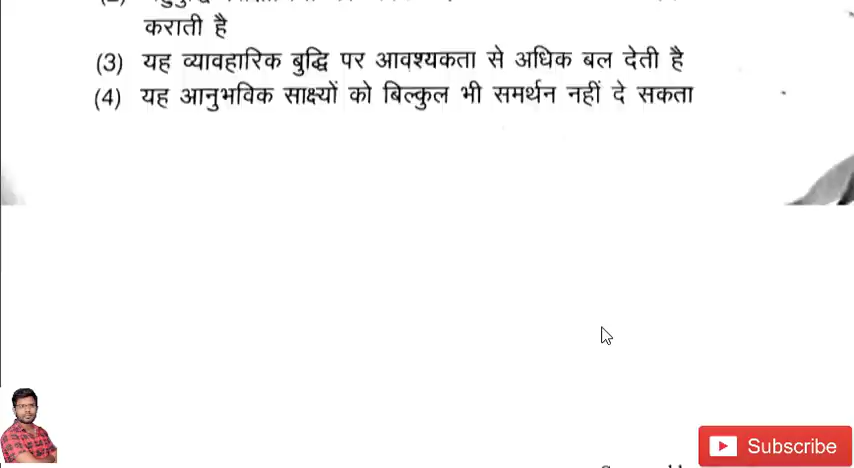 कराती है
(3) यह व्यावहारिक बुद्धि पर आवश्यकता से अधिक बल देती है
(4) यह आनुभविक साक्ष्यों को बिल्कुल भी समर्थन नहीं दे सकता
Subscribe